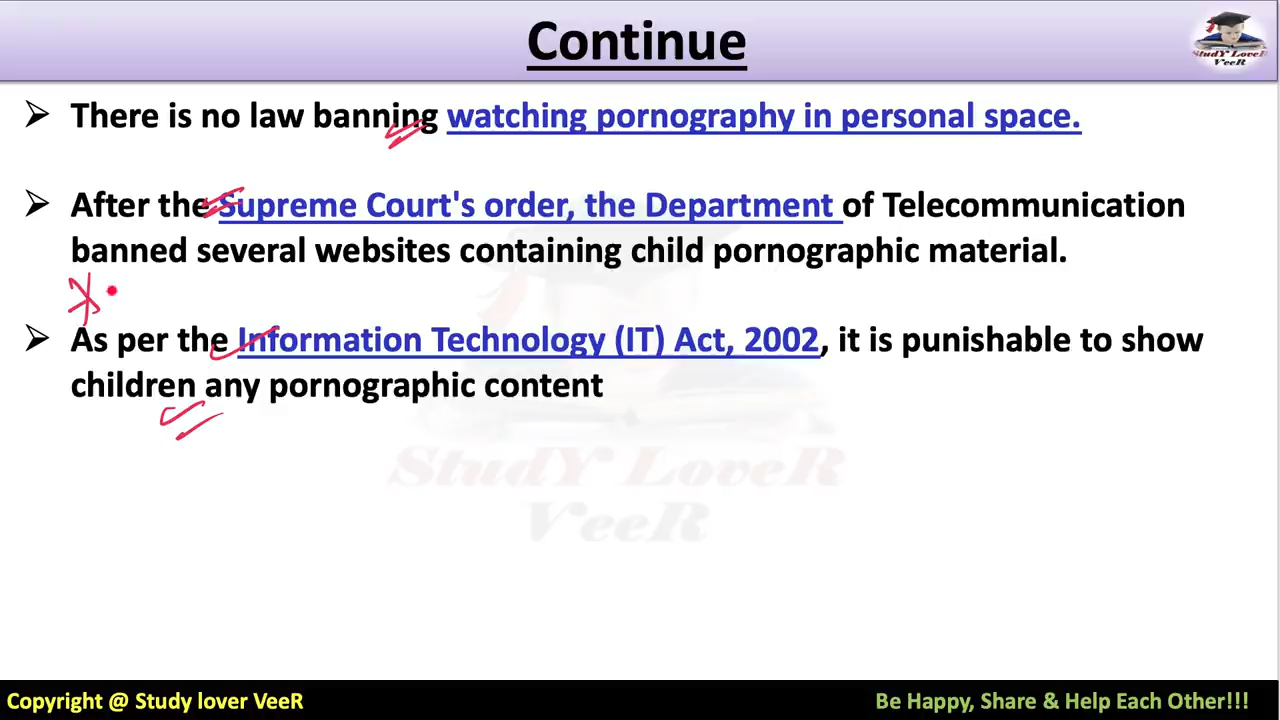 Continue
StudY LoveR
VeeR
➢ There is no law banning watching pornography in personal space.
➢ After the Supreme Court's order, the Department of Telecommunication
banned several websites containing child pornographic material.
➢ As per the Information Technology (IT) Act, 2002, it is punishable to show
children any pornographic content
StudY LoveR
VeeR
Copyright @ Study lover VeeR
Be Happy, Share & Help Each Other!!!